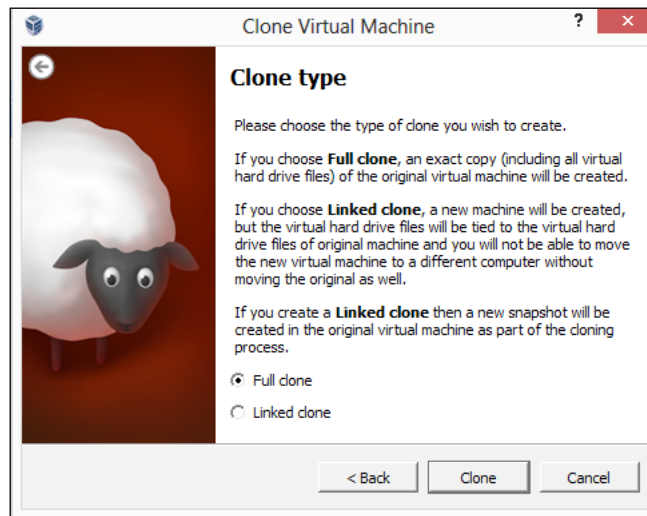 Clone Virtual Machine
?
Clone type
Please choose the type of clone you wish to create.
If you choose Full clone, an exact copy (including all virtual
hard drive files) of the original virtual machine will be created.
If you choose Linked clone, a new machine will be created,
but the virtual hard drive files will be tied to the virtual hard
drive files of original machine and you will not be able to move
the new virtual machine to a different computer without
moving the original as well.
If you create a Linked clone then a new snapshot will be
created in the original virtual machine as part of the cloning
process.
Full clone
Linked clone
< Back
Clone
Cancel